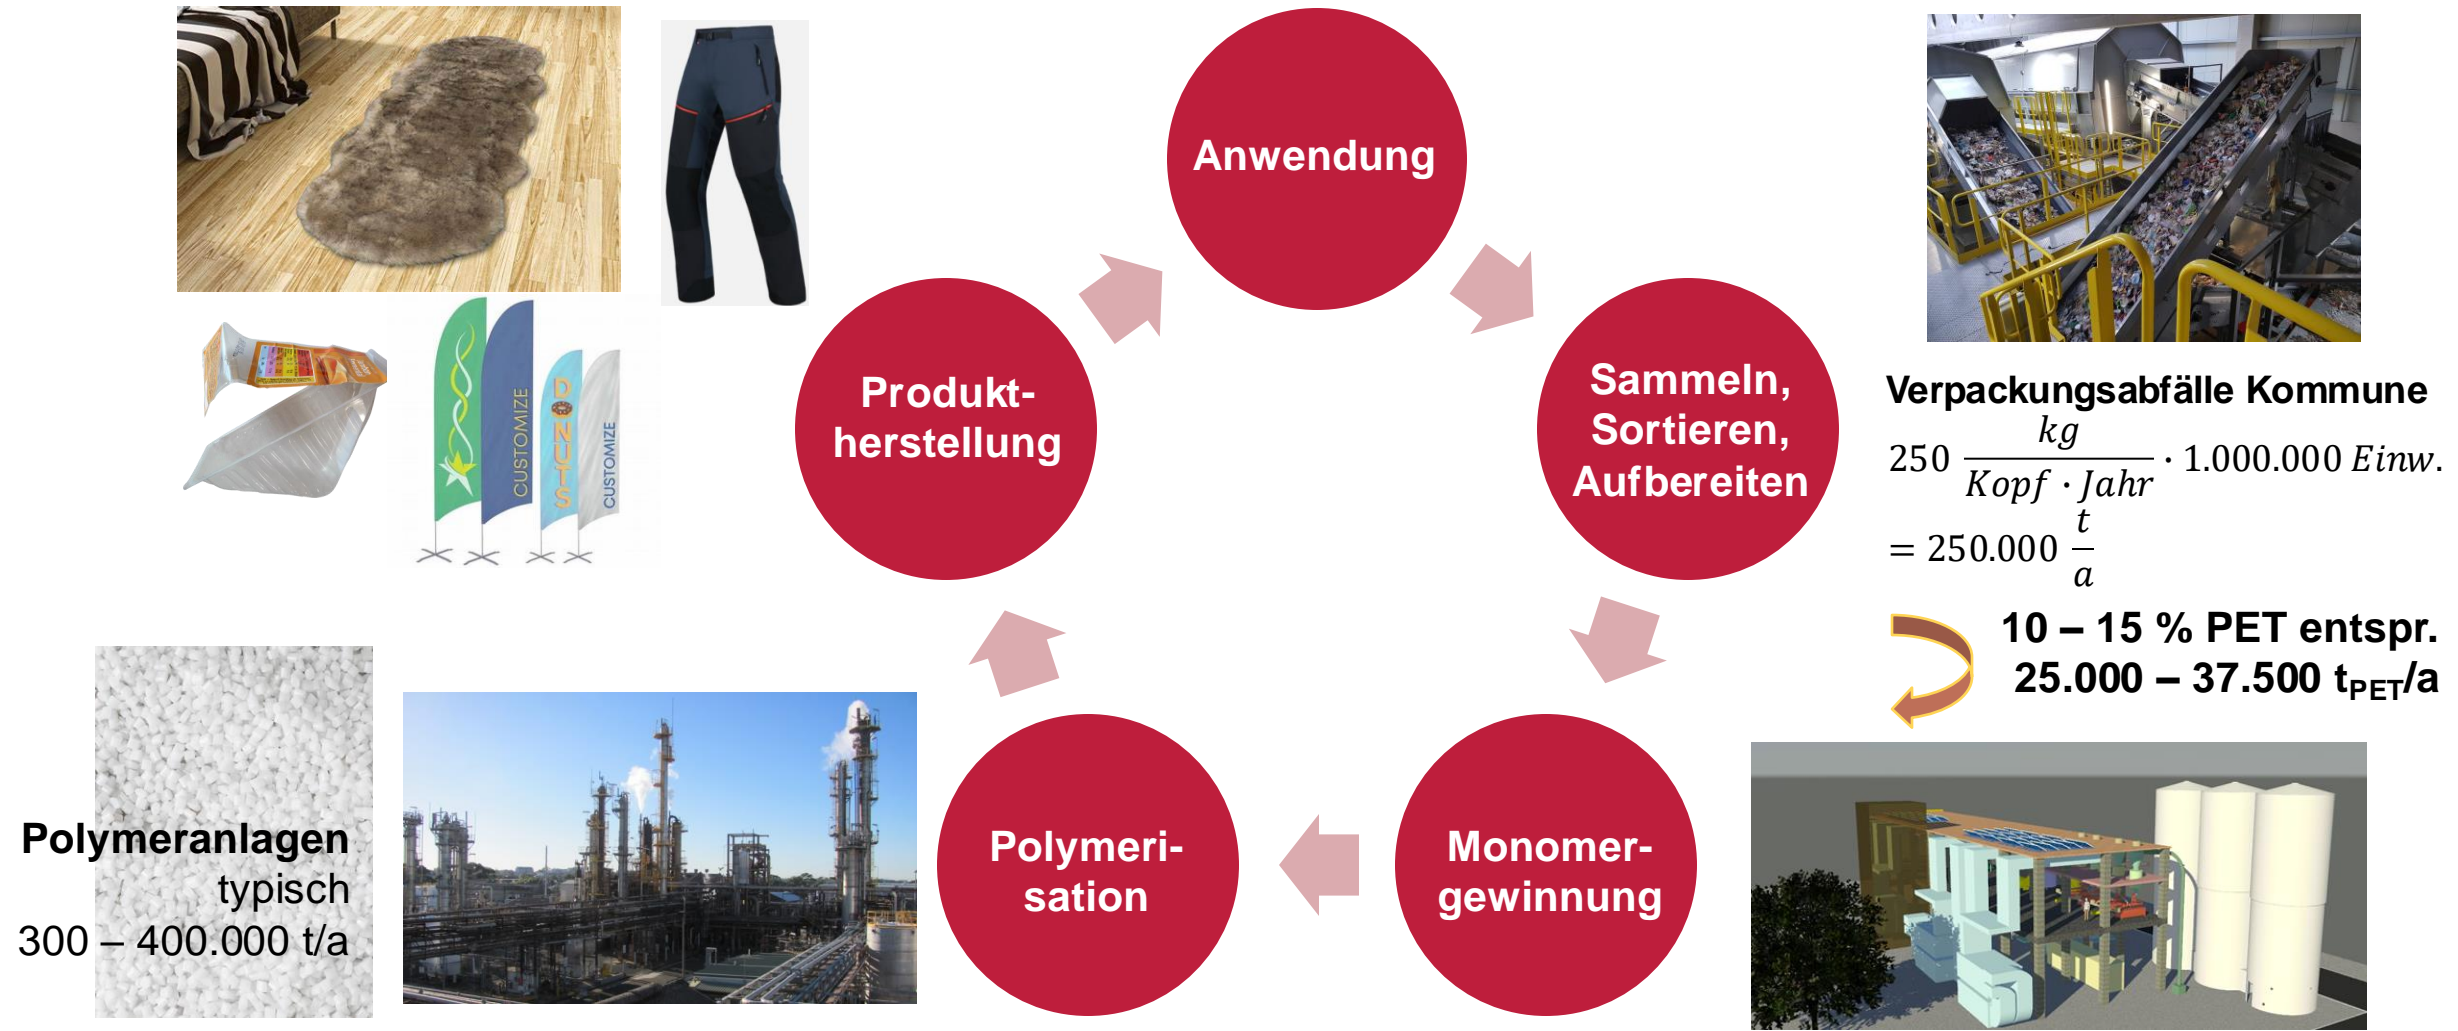 Anwendung
Produkt-
herstellung
Sammeln,
Sortieren,
Aufbereiten
Polymeri-
sation
Monomer-
gewinnung
CUSTOMIZE
DONUTS
CUSTOMIZE
Verpackungsabfälle Kommune
250 kg/(Kopf · Jahr) · 1.000.000 Einw.
= 250.000 t/a
10 – 15 % PET entspr.
25.000 – 37.500 t_PET/a
Polymeranlagen
typisch
300 – 400.000 t/a